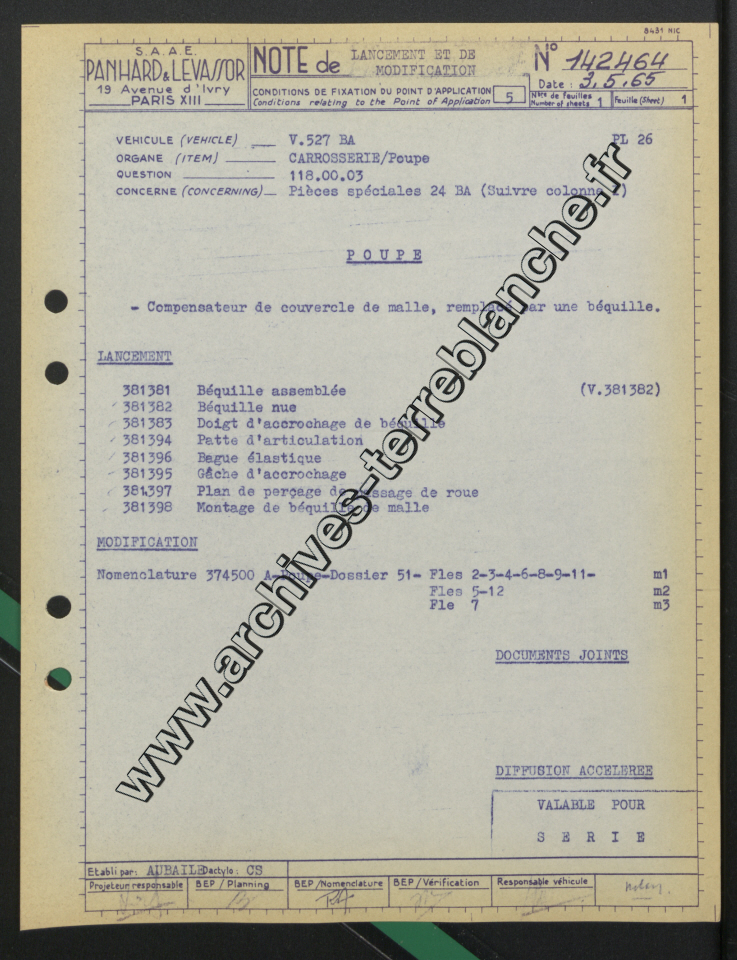 8431 NIC
S.A.A.E.
PANHARD & LEVASSOR
19 Avenue d'Ivry
PARIS XIII
NOTE de LANCEMENT ET DE
MODIFICATION
CONDITIONS DE FIXATION DU POINT D'APPLICATION
Conditions relating to the Point of Application 5
N° 142464
Date : 3.5.65
Nbre de feuilles
Number of sheets 1
Feuille (Sheet) 1
VEHICULE (VEHICLE) V.527 BA PL 26
ORGANE (ITEM) CARROSSERIE/Poupe
QUESTION 118.00.03
CONCERNE (CONCERNING) Pièces spéciales 24 BA (Suivre colonne )
POUPE
- Compensateur de couvercle de malle, remplacé par une béquille.
LANCEMENT
381381 Béquille assemblée (V.381382)
381382 Béquille nue
381383 Doigt d'accrochage de béquille
381394 Patte d'articulation
381396 Bague élastique
381395 Gâche d'accrochage
381397 Plan de perçage de passage de roue
381398 Montage de béquille de malle
MODIFICATION
Nomenclature 374500 A-Poupe-Dossier 51- Fles 2-3-4-6-8-9-11- m1
Fles 5-12 m2
Fle 7 m3
DOCUMENTS JOINTS
DIFFUSION ACCELEREE
VALABLE POUR
SERIE
Etabli par: AUBAILE Dactylo : CS
Projeteur responsable
BEP / Planning
BEP / Nomenclature
BEP / Vérification
Responsable véhicule
www.archives-terreblanche.fr